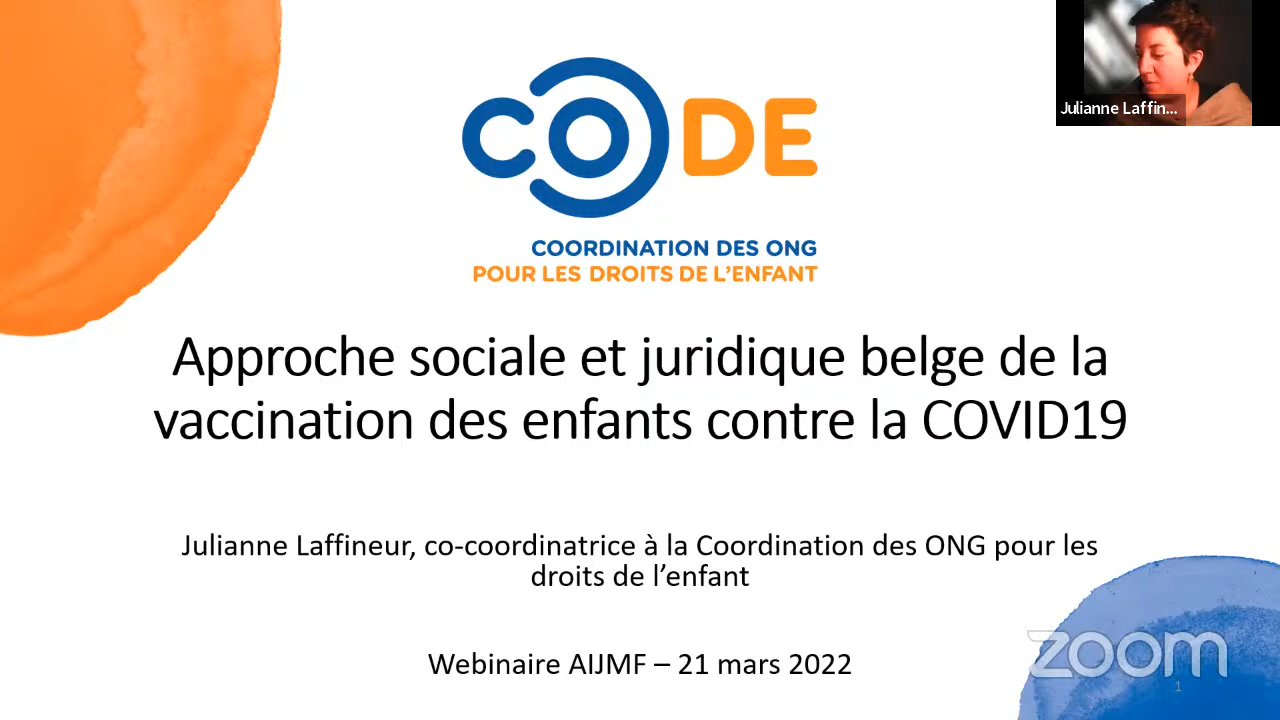 Julianne Laffin...
CODE
COORDINATION DES ONG
POUR LES DROITS DE L'ENFANT
Approche sociale et juridique belge de la
vaccination des enfants contre la COVID19
Julianne Laffineur, co-coordinatrice à la Coordination des ONG pour les
droits de l’enfant
Webinaire AIJMF – 21 mars 2022
zoom
1